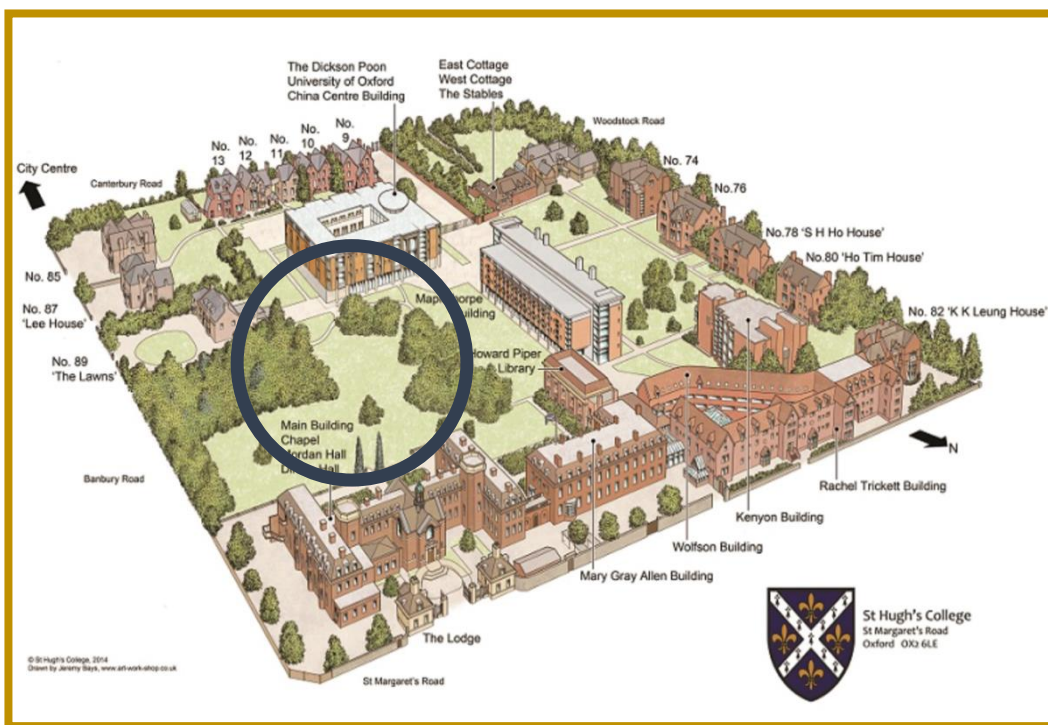 The Dickson Poon
University of Oxford
China Centre Building
East Cottage
West Cottage
The Stables
Woodstock Road
No.
9
No.
10
No.
11
No.
12
No.
13
City Centre
Canterbury Road
No. 74
No.76
No.78 'S H Ho House'
No.80 'Ho Tim House'
No. 82 'K K Leung House'
No. 85
No. 87
'Lee House'
No. 89
'The Lawns'
Howard Piper
Library
Main Building
Chapel
Mordan Hall
Banbury Road
N
Rachel Trickett Building
Kenyon Building
Wolfson Building
Mary Gray Allen Building
The Lodge
St Margaret's Road
© St Hugh's College, 2014
Drawn by Jeremy Bays, www.art-work-shop.co.uk
St Hugh's College
St Margaret's Road
Oxford OX2 6LE